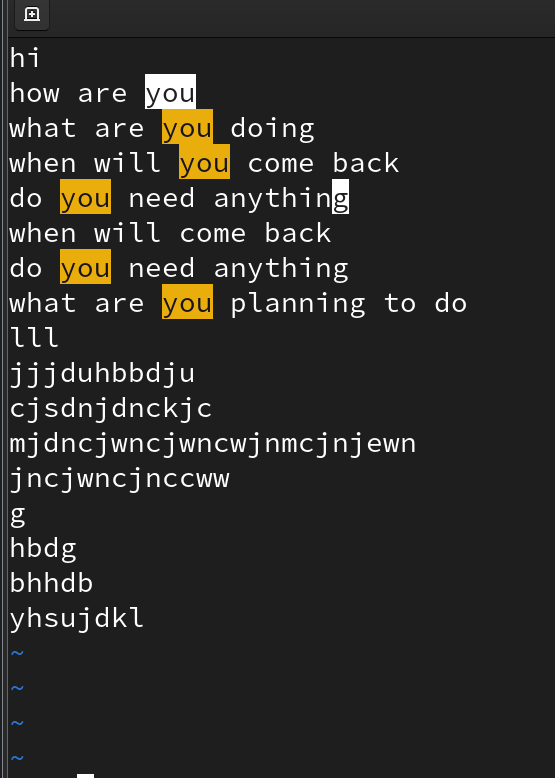 hi
how are you
what are you doing
when will you come back
do you need anything
when will come back
do you need anything
what are you planning to do
lll
jjjduhbbdju
cjsdnjdnckjc
mjdncjwncjwncwjnmcjnjewn
jncjwncjnccww
g
hbdg
bhhdb
yhsujdkl
~
~
~
~